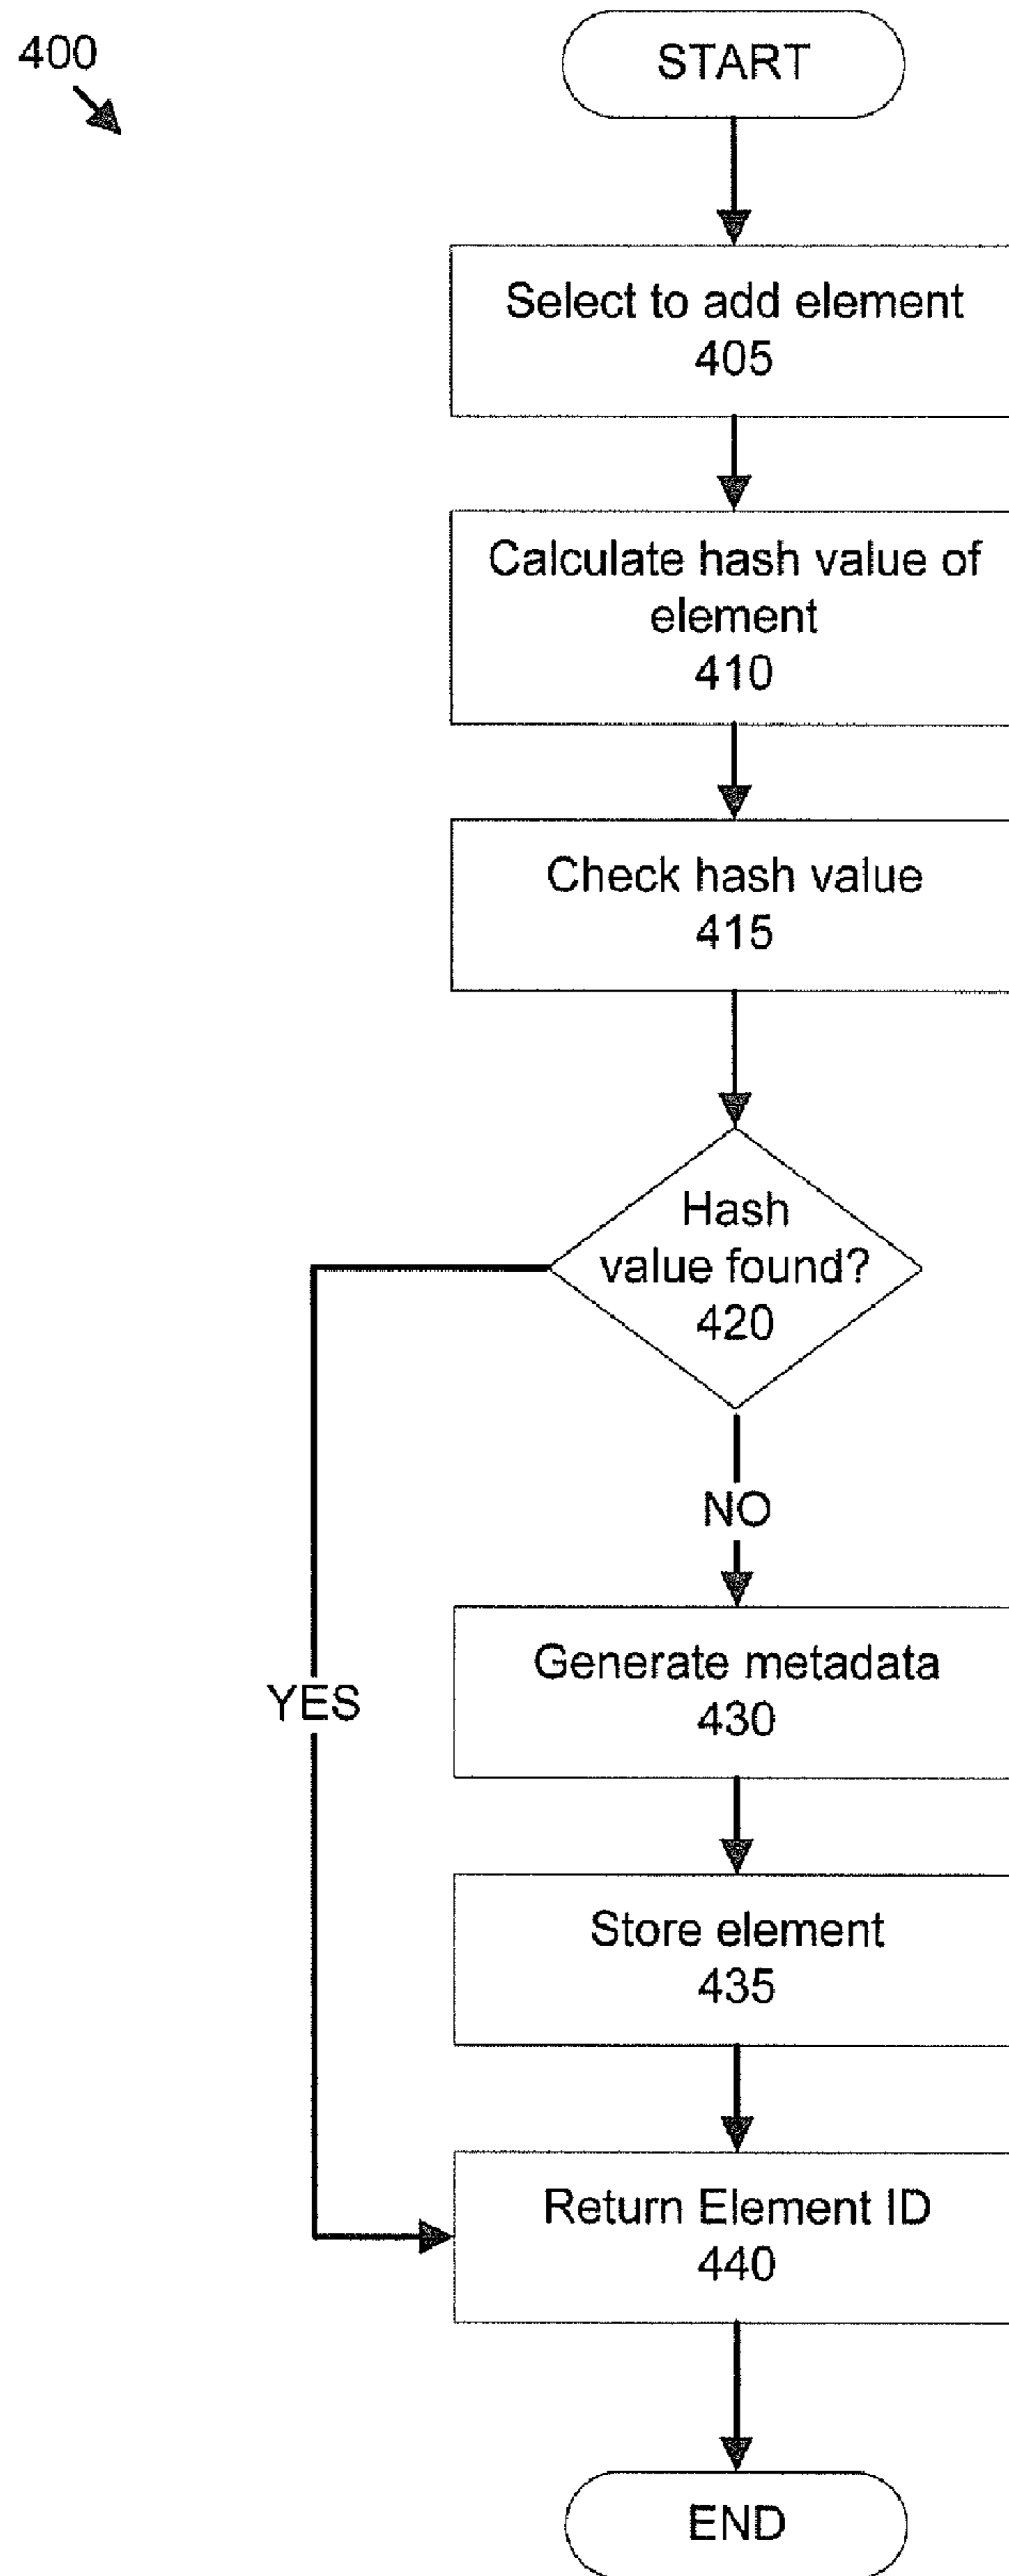 400
START
Select to add element
405
Calculate hash value of
element
410
Check hash value
415
Hash
value found?
420
NO
Generate metadata
430
YES
Store element
435
Return Element ID
440
END